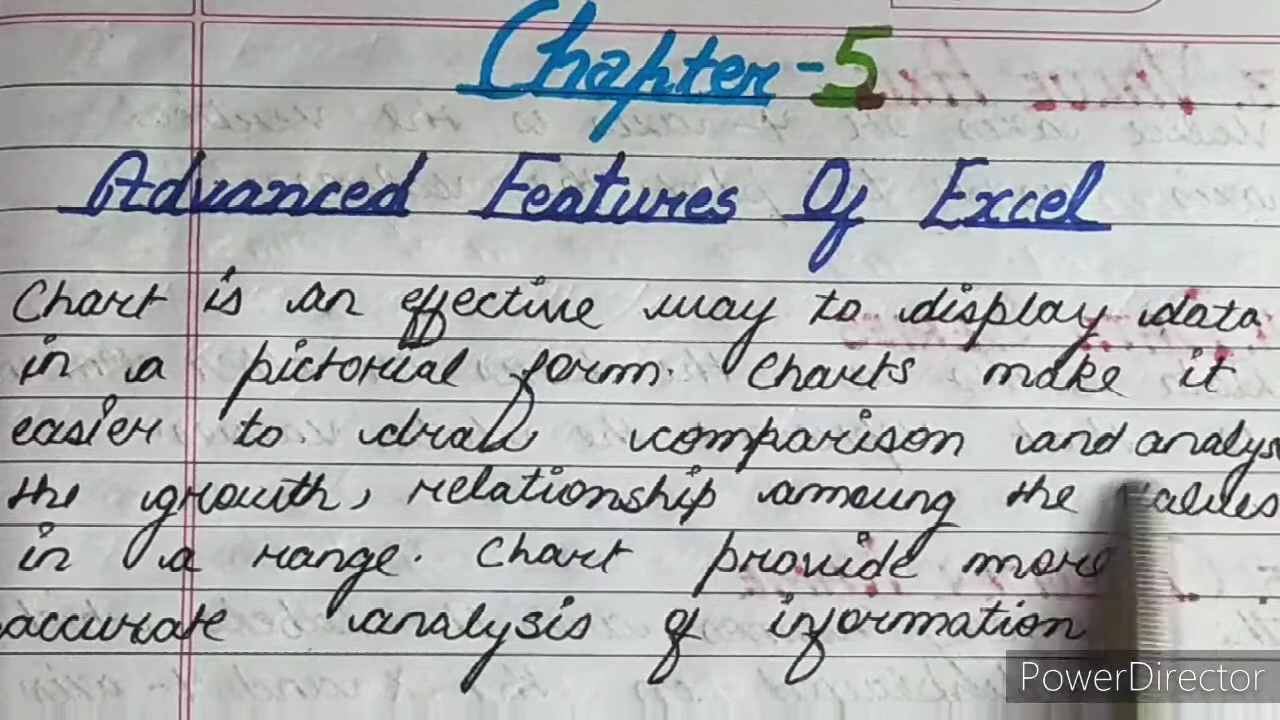 Chapter-5
Advanced Features Of Excel
Chart is an effective way to display data
in a pictorial form. Charts make it
easier to draw comparison and analys
the growth, relationship amoung the values
in a range. Chart provide more
accurate analysis of information
PowerDirector